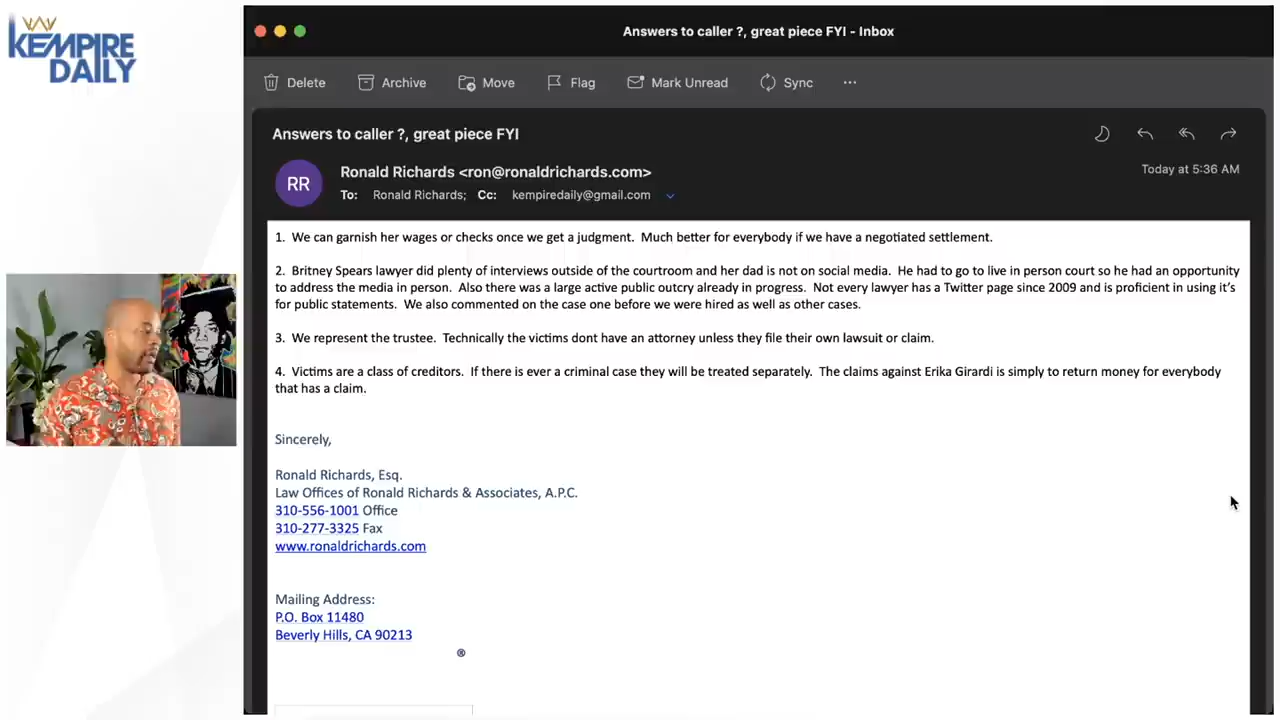 KEMPIRE
DAILY
Answers to caller ?, great piece FYI - Inbox
Delete Archive Move Flag Mark Unread Sync ...
Answers to caller ?, great piece FYI
RR
Ronald Richards <ron@ronaldrichards.com>
Today at 5:36 AM
To: Ronald Richards; Cc: kempiredaily@gmail.com
1. We can garnish her wages or checks once we get a judgment. Much better for everybody if we have a negotiated settlement.
2. Britney Spears lawyer did plenty of interviews outside of the courtroom and her dad is not on social media. He had to go to live in person court so he had an opportunity
to address the media in person. Also there was a large active public outcry already in progress. Not every lawyer has a Twitter page since 2009 and is proficient in using it's
for public statements. We also commented on the case one before we were hired as well as other cases.
3. We represent the trustee. Technically the victims dont have an attorney unless they file their own lawsuit or claim.
4. Victims are a class of creditors. If there is ever a criminal case they will be treated separately. The claims against Erika Girardi is simply to return money for everybody
that has a claim.
Sincerely,
Ronald Richards, Esq.
Law Offices of Ronald Richards & Associates, A.P.C.
310-556-1001 Office
310-277-3325 Fax
www.ronaldrichards.com
Mailing Address:
P.O. Box 11480
Beverly Hills, CA 90213
®